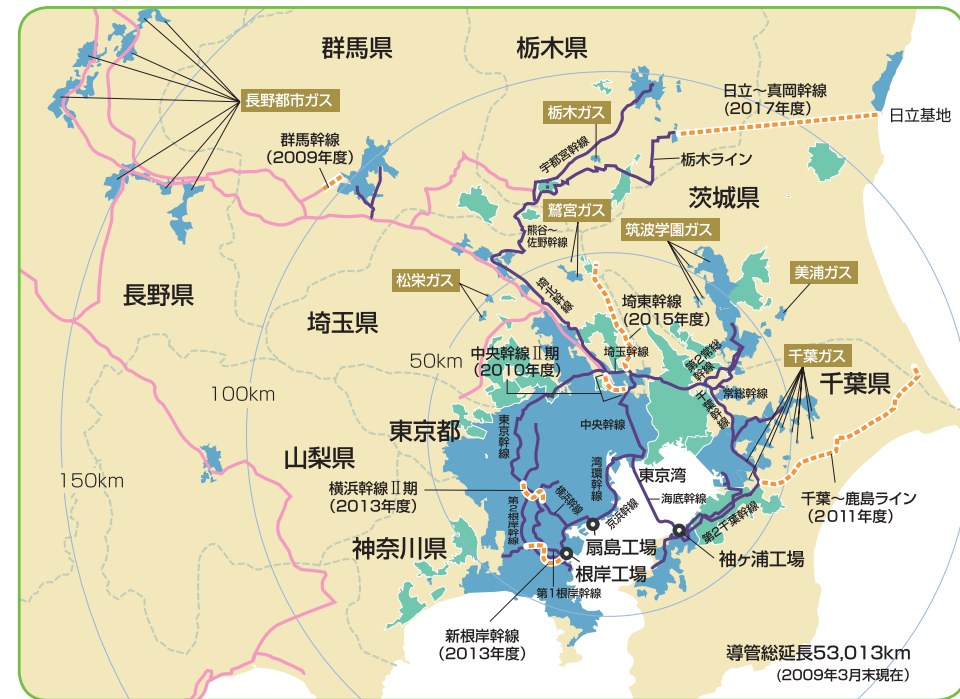 群馬県
栃木県
長野都市ガス
日立～真岡幹線
(2017年度)
日立基地
栃木ガス
群馬幹線
(2009年度)
宇都宮幹線
栃木ライン
茨城県
鷲宮ガス
筑波学園ガス
熊谷～
佐野幹線
松栄ガス
美浦ガス
長野県
埼玉県
埼北幹線
埼東幹線
(2015年度)
50km
中央幹線Ⅱ期
(2010年度)
埼玉幹線
第2常総
幹線
千葉ガス
千葉県
100km
常総幹線
千葉幹線
東京都
東京幹線
中央幹線
山梨県
150km
湾環幹線
東京湾
横浜幹線Ⅱ期
(2013年度)
横浜幹線
海底幹線
千葉～鹿島ライン
(2011年度)
第2根岸幹線
京浜幹線
第2千葉幹線
神奈川県
扇島工場
袖ヶ浦工場
根岸工場
第1根岸幹線
新根岸幹線
(2013年度)
導管総延長53,013km
(2009年3月末現在)